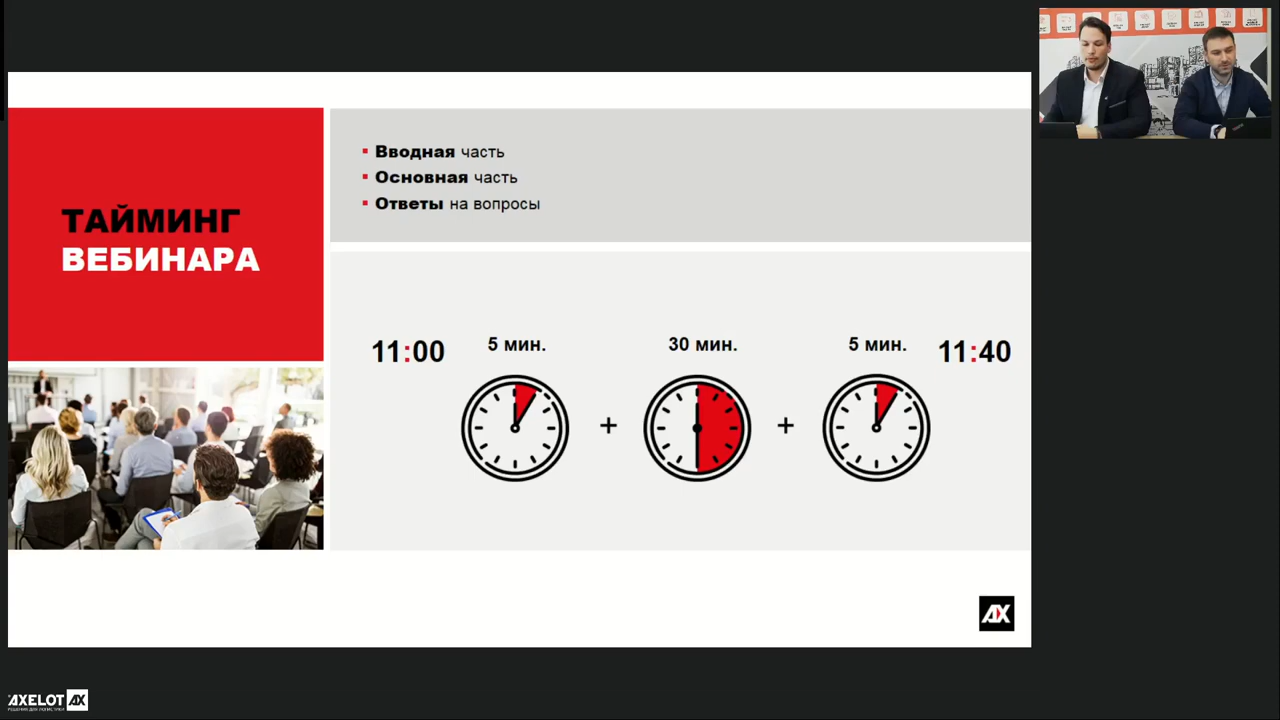 ТАЙМИНГ
ВЕБИНАРА
▪ Вводная часть
▪ Основная часть
▪ Ответы на вопросы
11:00
5 мин.
30 мин.
5 мин.
11:40
+
+
AX
AXELOT AX